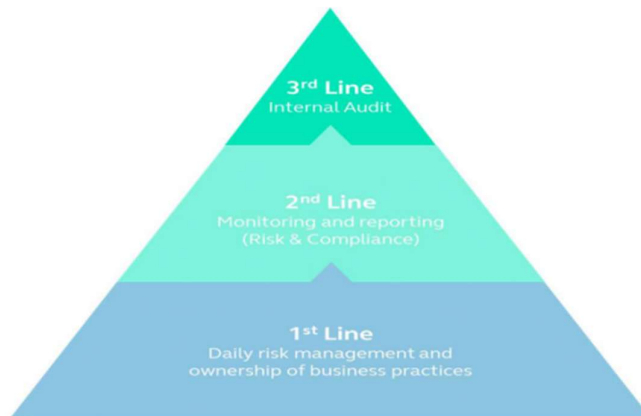 3rd Line
Internal Audit
2nd Line
Monitoring and reporting
(Risk & Compliance)
1st Line
Daily risk management and
ownership of business practices